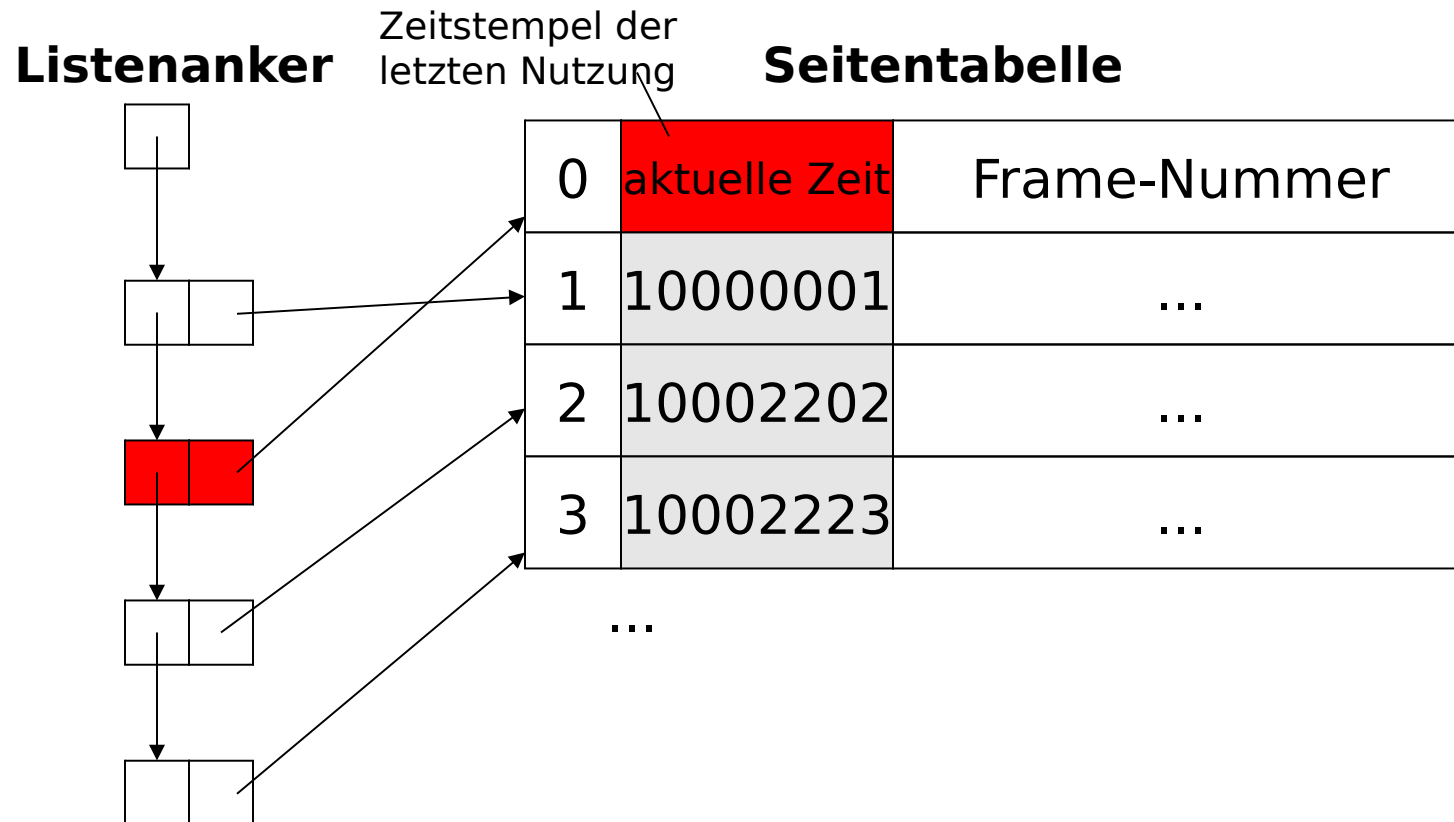 Zeitstempel der
letzten Nutzung
Listenanker
Seitentabelle
0 aktuelle Zeit Frame-Nummer
1 10000001 ...
2 10002202 ...
3 10002223 ...
...